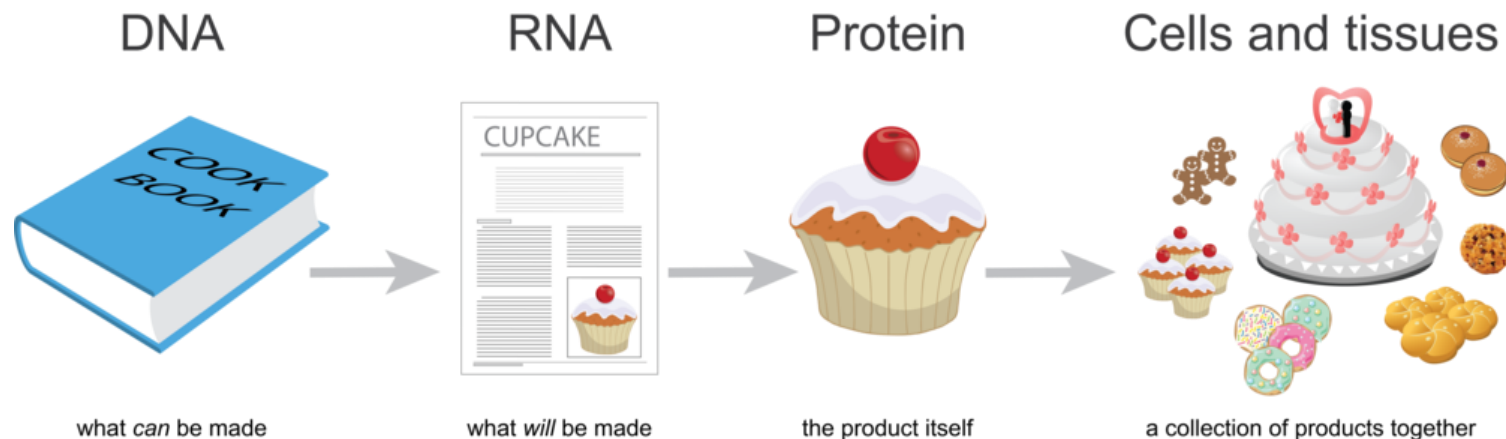 DNA
RNA
Protein
Cells and tissues
COOK
BOOK
CUPCAKE
what can be made
what will be made
the product itself
a collection of products together